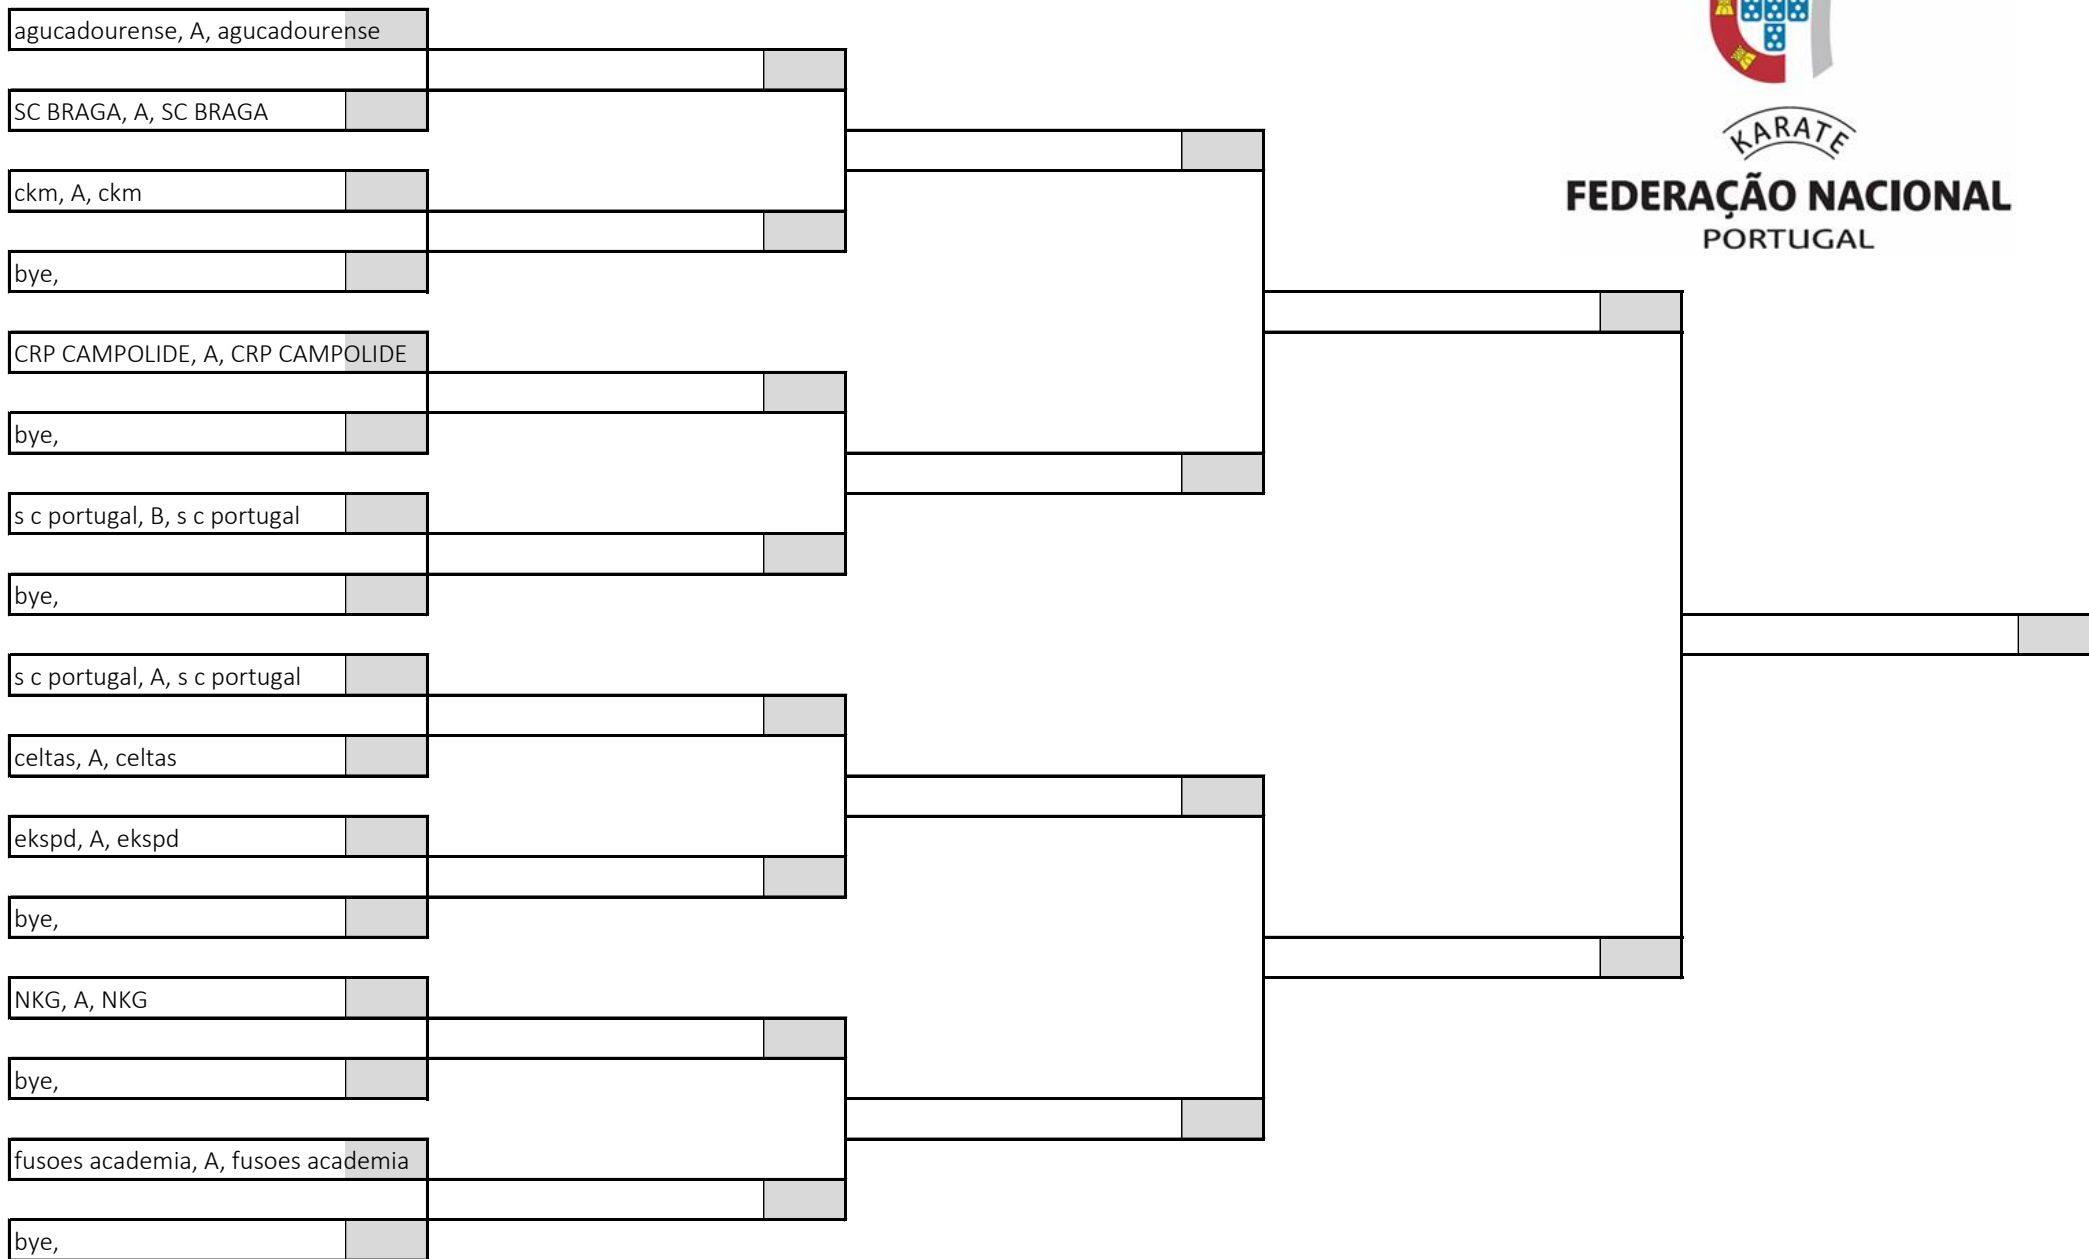 agucadourense, A, agucadourense
SC BRAGA, A, SC BRAGA
ckm, A, ckm
bye,
CRP CAMPOLIDE, A, CRP CAMPOLIDE
bye,
s c portugal, B, s c portugal
bye,
s c portugal, A, s c portugal
celtas, A, celtas
ekspd, A, ekspd
bye,
NKG, A, NKG
bye,
fusoes academia, A, fusoes academia
bye,
KARATE
FEDERAÇÃO NACIONAL
PORTUGAL